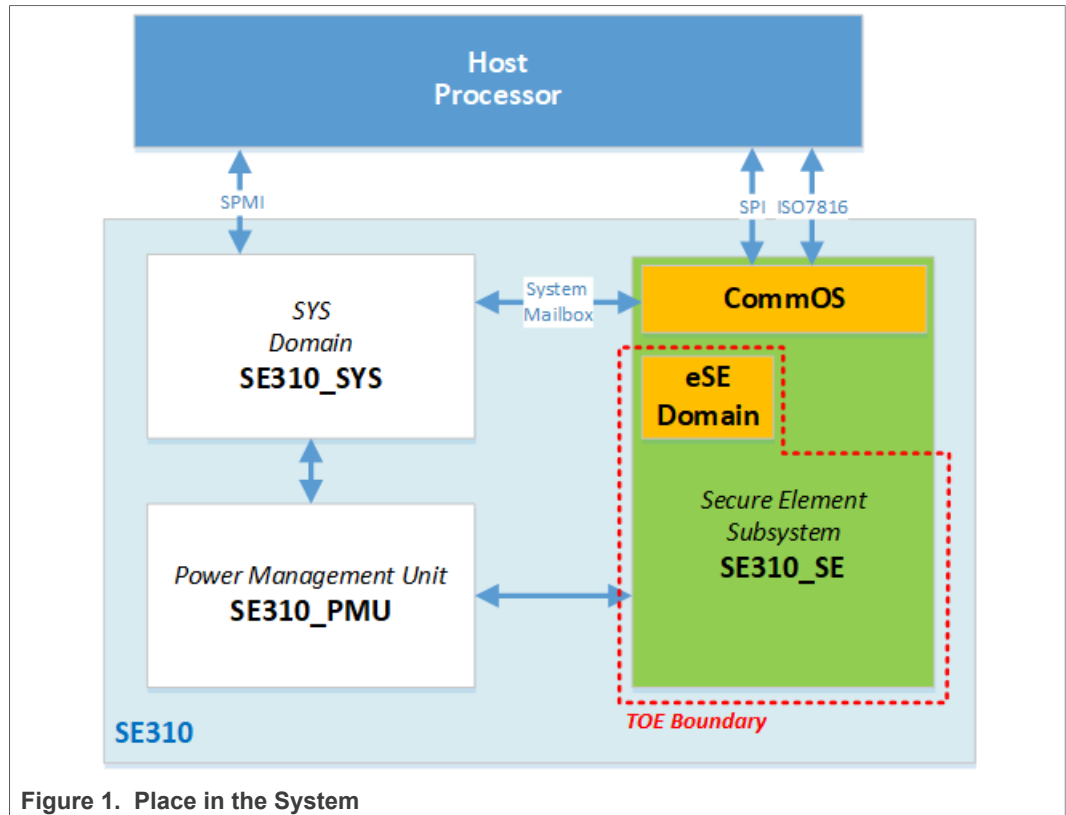 Host
Processor
SPMI
SPI
ISO7816
SYS
Domain
SE310_SYS
System
Mailbox
CommOS
eSE
Domain
Secure Element
Subsystem
SE310_SE
Power Management Unit
SE310_PMU
TOE Boundary
SE310
Figure 1. Place in the System